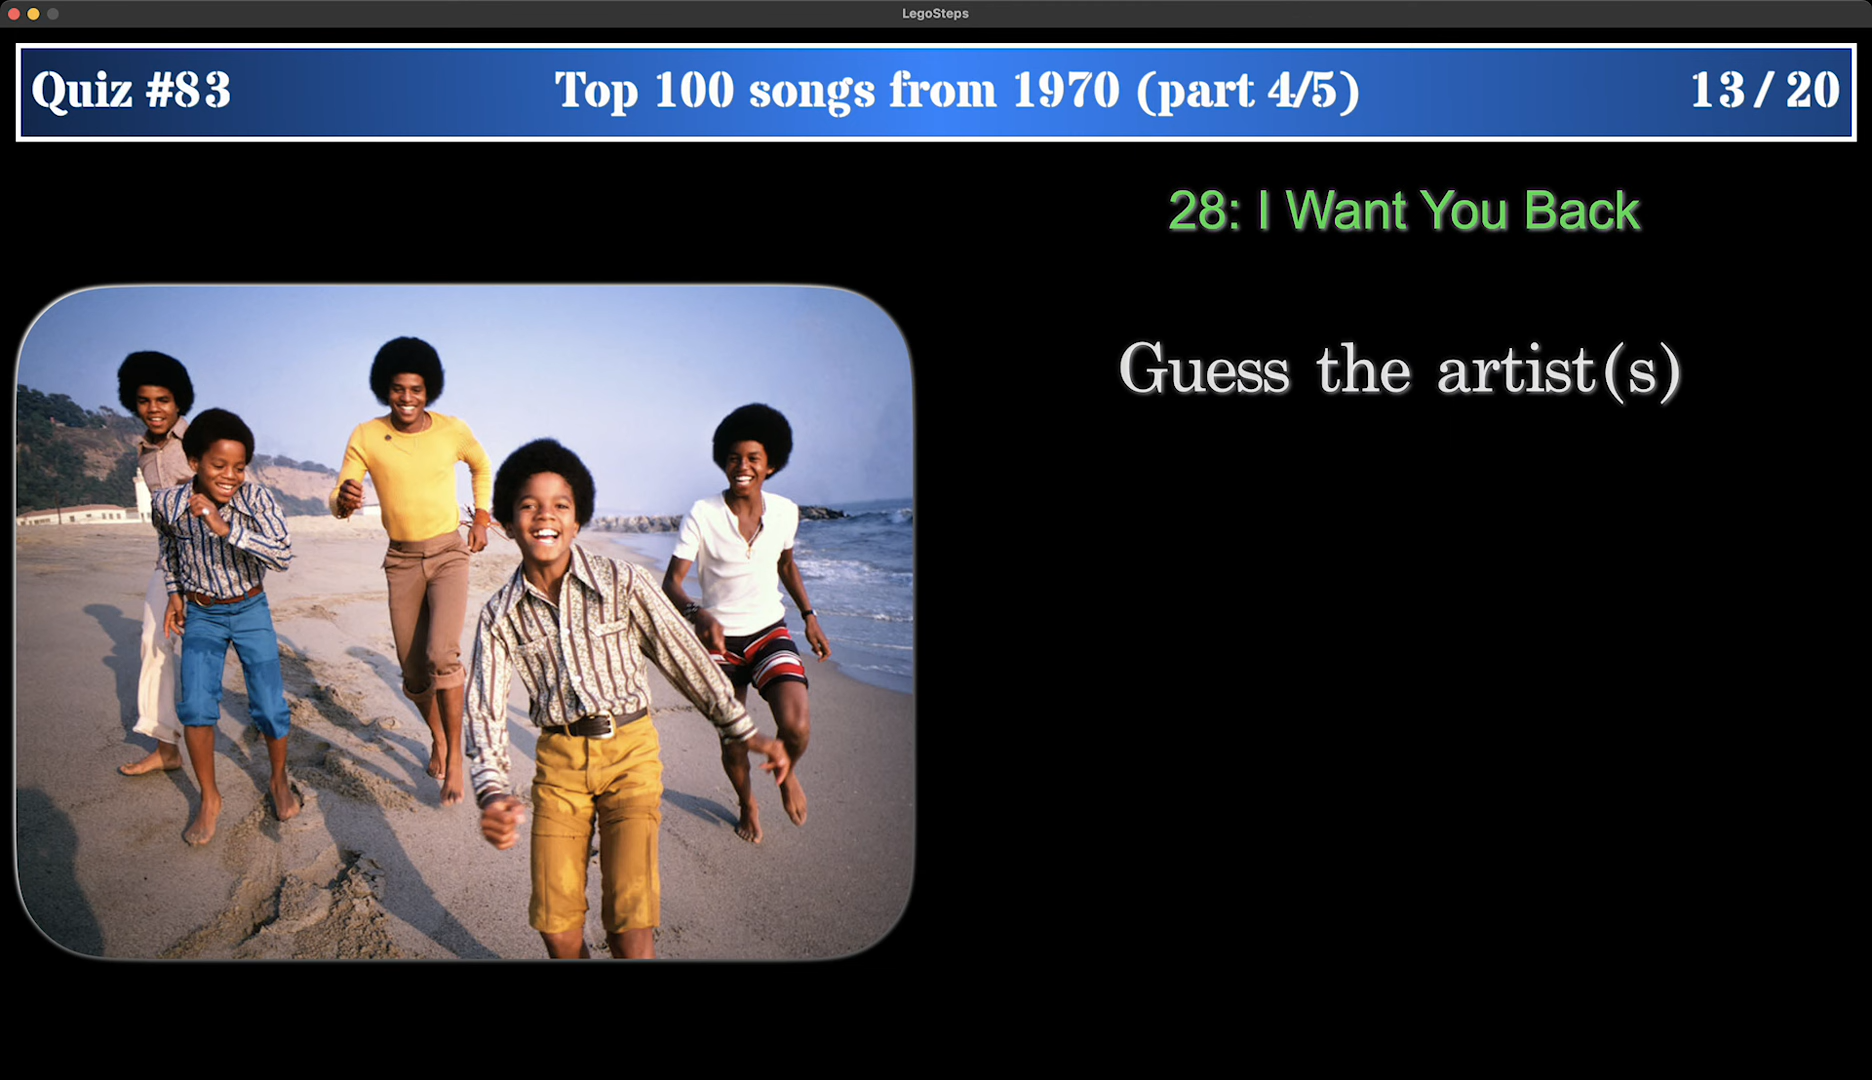 LegoSteps
Quiz #83 Top 100 songs from 1970 (part 4/5) 13 / 20
28: I Want You Back
Guess the artist(s)